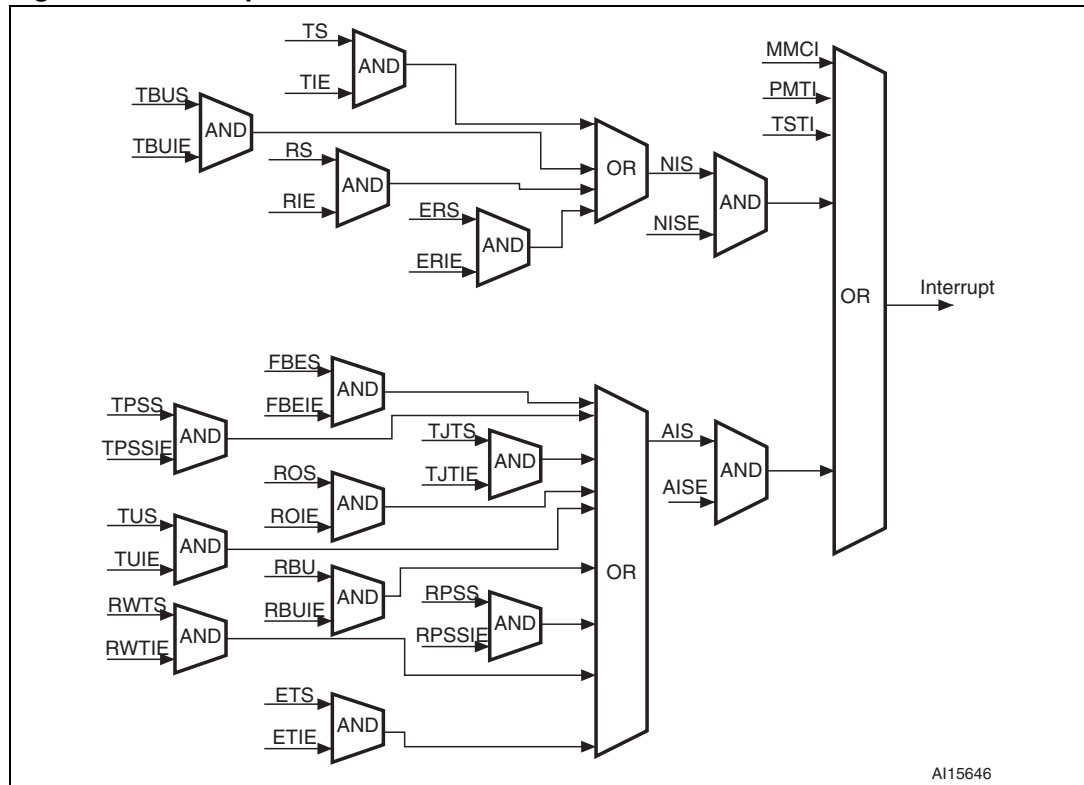 TS
AND
TIE
TBUS
AND
TBUIE
RS
AND
RIE
ERS
AND
ERIE
OR
NIS
AND
NISE
MMCI
PMTI
TSTI
OR
Interrupt
FBES
AND
FBEIE
TPSS
AND
TPSSIE
TJTS
AND
TJTIE
ROS
AND
ROIE
TUS
AND
TUIE
RBU
AND
RBUIE
RPSS
AND
RPSSIE
RWTS
AND
RWTIE
ETS
AND
ETIE
OR
AIS
AND
AISE
AI15646